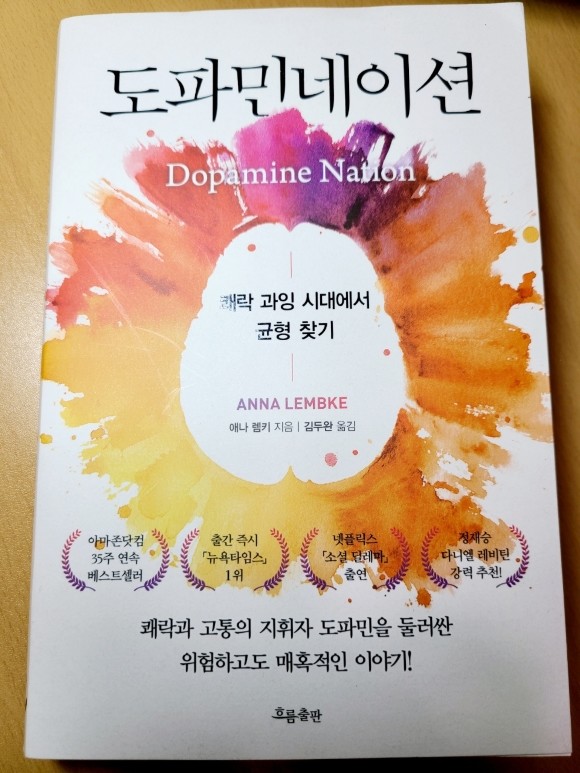 도파민네이션
Dopamine Nation
쾌락 과잉 시대에서
균형 찾기
ANNA LEMBKE
애나 렘키 지음 | 김두완 옮김
아마존닷컴
35주 연속
베스트셀러
출간 즉시
「뉴욕타임스」
1위
넷플릭스
「소셜 딜레마」
출연
정재승
다니엘 레비틴
강력 추천!
쾌락과 고통의 지휘자 도파민을 둘러싼
위험하고도 매혹적인 이야기!
흐름출판